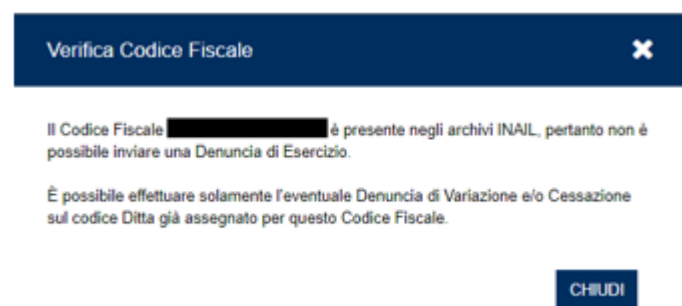 Verifica Codice Fiscale
Il Codice Fiscale è presente negli archivi INAIL, pertanto non è
possibile inviare una Denuncia di Esercizio.
È possibile effettuare solamente l'eventuale Denuncia di Variazione e/o Cessazione
sul codice Ditta già assegnato per questo Codice Fiscale.
CHIUDI